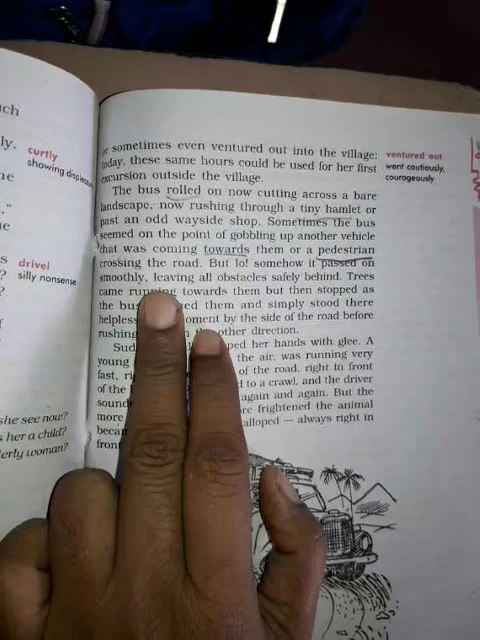 ch
ly.
curtly
showing displeasure
ne
."
e
s
drivel
?
silly nonsense
?
f
she see now?
s her a child?
erly woman?
or sometimes even ventured out into the village;
today, these same hours could be used for her first
excursion outside the village.
The bus rolled on now cutting across a bare
landscape, now rushing through a tiny hamlet or
past an odd wayside shop. Sometimes the bus
seemed on the point of gobbling up another vehicle
that was coming towards them or a pedestrian
crossing the road. But lo! somehow it passed on
smoothly, leaving all obstacles safely behind. Trees
came running towards them but then stopped as
the bus ched them and simply stood there
helpless oment by the side of the road before
rushing the other direction.
Sud ped her hands with glee. A
young the air, was running very
fast, ri of the road, right in front
of the b d to a crawl, and the driver
sound again and again. But the
more ore frightened the animal
becam alloped — always right in
front
ventured out
went cautiously,
courageously